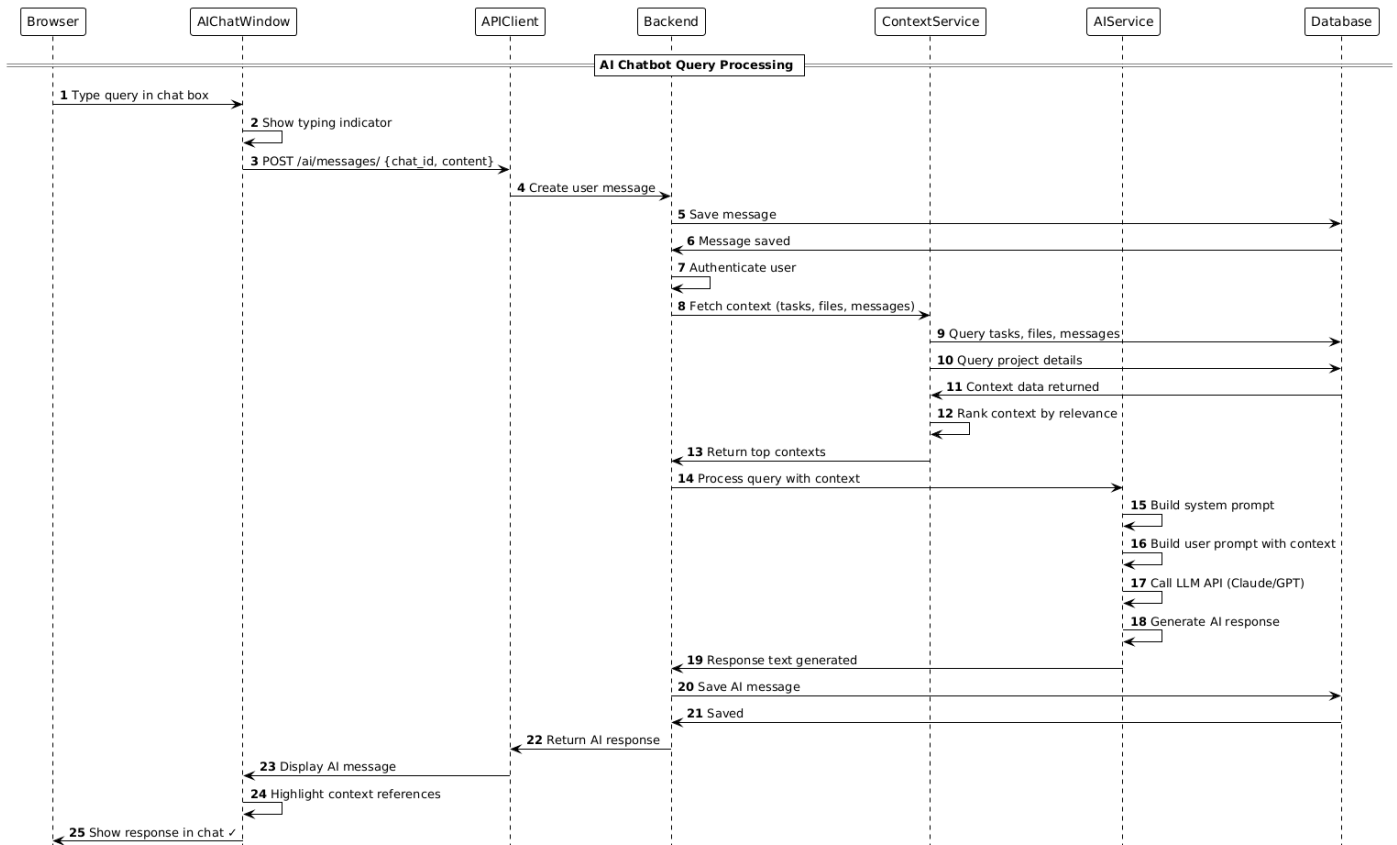 Browser AIChatWindow APIClient Backend ContextService AIService Database
AI Chatbot Query Processing
1 Type query in chat box
2 Show typing indicator
3 POST /ai/messages/ {chat_id, content}
4 Create user message
5 Save message
6 Message saved
7 Authenticate user
8 Fetch context (tasks, files, messages)
9 Query tasks, files, messages
10 Query project details
11 Context data returned
12 Rank context by relevance
13 Return top contexts
14 Process query with context
15 Build system prompt
16 Build user prompt with context
17 Call LLM API (Claude/GPT)
18 Generate AI response
19 Response text generated
20 Save AI message
21 Saved
22 Return AI response
23 Display AI message
24 Highlight context references
25 Show response in chat ✓